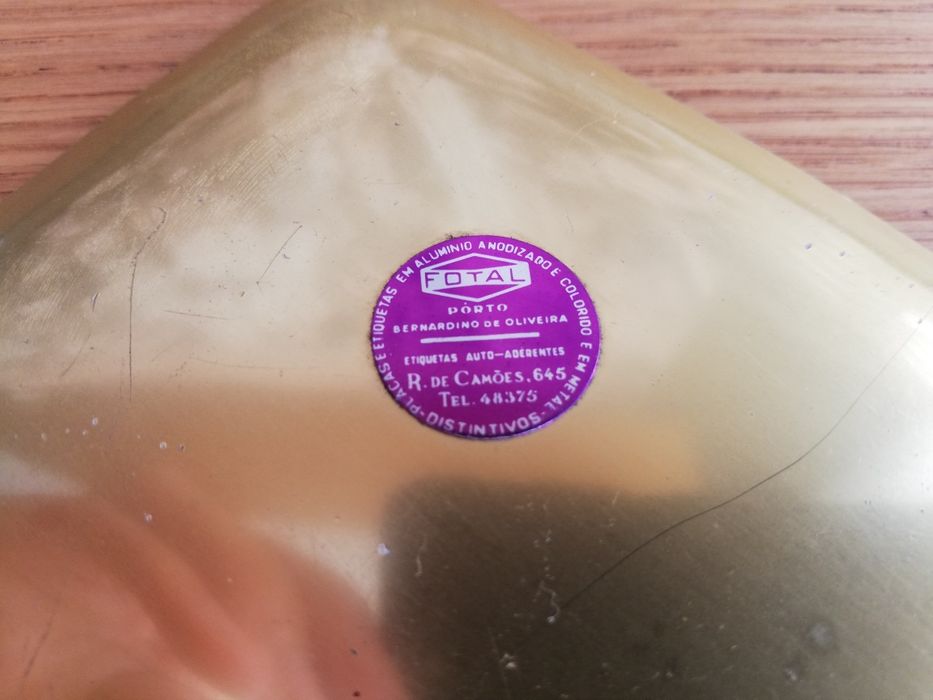 PLACAS E ETIQUETAS EM ALUMINIO ANODIZADO E COLORIDO E EM METAL-DISTINTIVOS-
FOTAL
PÔRTO
BERNARDINO DE OLIVEIRA
ETIQUETAS AUTO-ADERENTES
R. DE CAMÕES, 645
TEL. 48375